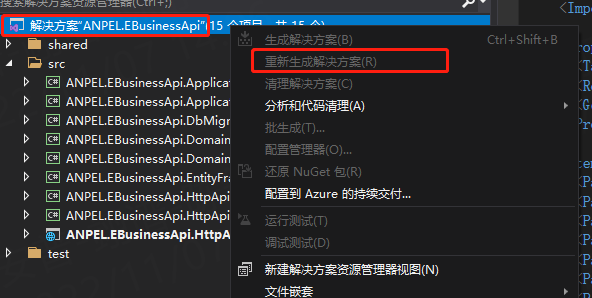 搜索解决方案资源管理器(Ctrl+;)
解决方案"ANPEL.EBusinessApi"(15 个项目，共 15 个)
shared
src
ANPEL.EBusinessApi.Applicat
ANPEL.EBusinessApi.Applicat
ANPEL.EBusinessApi.DbMigr
ANPEL.EBusinessApi.Domain
ANPEL.EBusinessApi.Domain
ANPEL.EBusinessApi.EntityFra
ANPEL.EBusinessApi.HttpApi
ANPEL.EBusinessApi.HttpApi
ANPEL.EBusinessApi.HttpA
test
生成解决方案(B) Ctrl+Shift+B
重新生成解决方案(R)
清理解决方案(C)
分析和代码清理(A)
批生成(T)...
配置管理器(O)...
还原 NuGet 包(R)
配置到 Azure 的持续交付...
运行测试(T)
调试测试(D)
新建解决方案资源管理器视图(N)
文件嵌套
<Impo